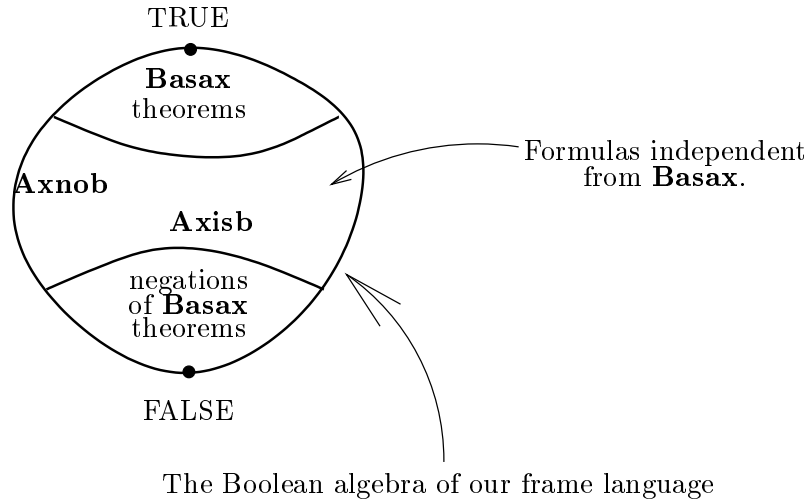 TRUE
Basax
theorems
Formulas independent
from Basax.
Axnob
Axisb
negations
of Basax
theorems
FALSE
The Boolean algebra of our frame language